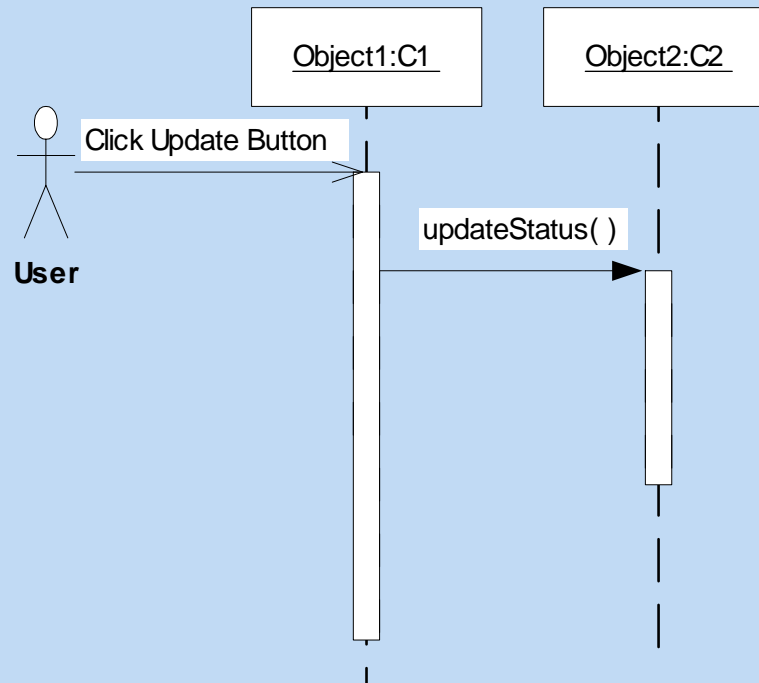 Object1:C1
Object2:C2
Click Update Button
updateStatus( )
User